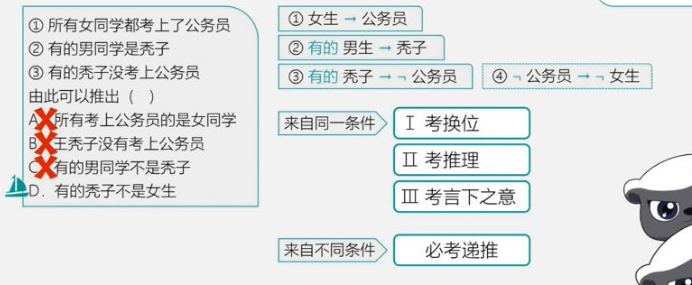 ① 所有女同学都考上了公务员
② 有的男同学是秃子
③ 有的秃子没考上公务员
由此可以推出（ ）
A 所有考上公务员的是女同学
B 王秃子没有考上公务员
C 有的男同学不是秃子
D. 有的秃子不是女生
① 女生 → 公务员
② 有的 男生 → 秃子
③ 有的 秃子 → ¬ 公务员
④ ¬ 公务员 → ¬ 女生
来自同一条件
Ⅰ 考换位
Ⅱ 考推理
Ⅲ 考言下之意
来自不同条件
必考递推